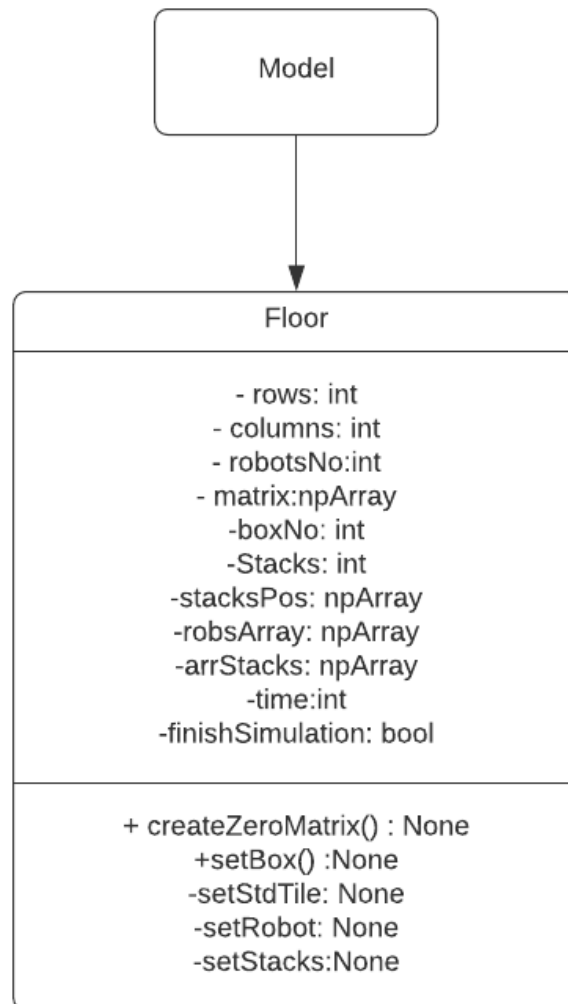 Model
Floor
- rows: int
- columns: int
- robotsNo:int
- matrix:npArray
-boxNo: int
-Stacks: int
-stacksPos: npArray
-robsArray: npArray
-arrStacks: npArray
-time:int
-finishSimulation: bool
+ createZeroMatrix() : None
+setBox() :None
-setStdTile: None
-setRobot: None
-setStacks:None